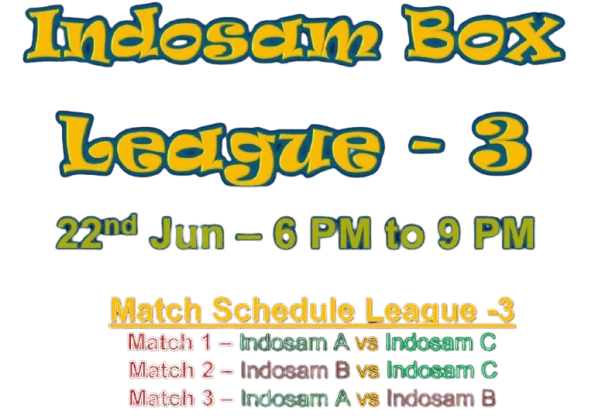 Indosam Box
League - 3
22nd Jun – 6 PM to 9 PM
Match Schedule League -3
Match 1 – Indosam A vs Indosam C
Match 2 – Indosam B vs Indosam C
Match 3 – Indosam A vs Indosam B